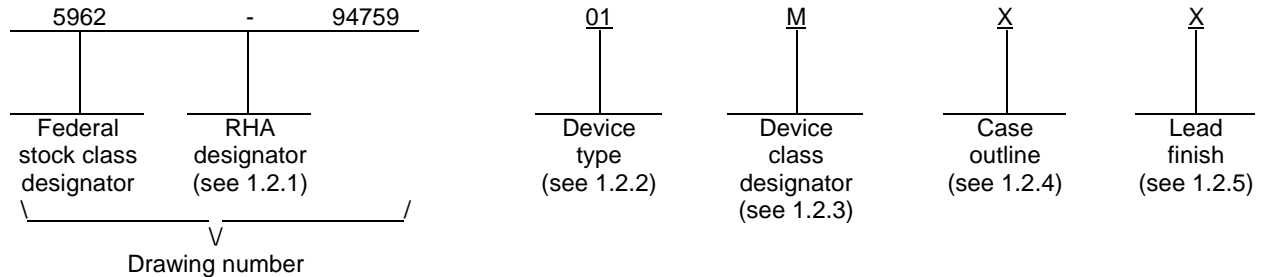 5962 - 94759 01 M X X
Federal stock class designator
RHA designator (see 1.2.1)
Device type (see 1.2.2)
Device class designator (see 1.2.3)
Case outline (see 1.2.4)
Lead finish (see 1.2.5)
\ /
\/
Drawing number